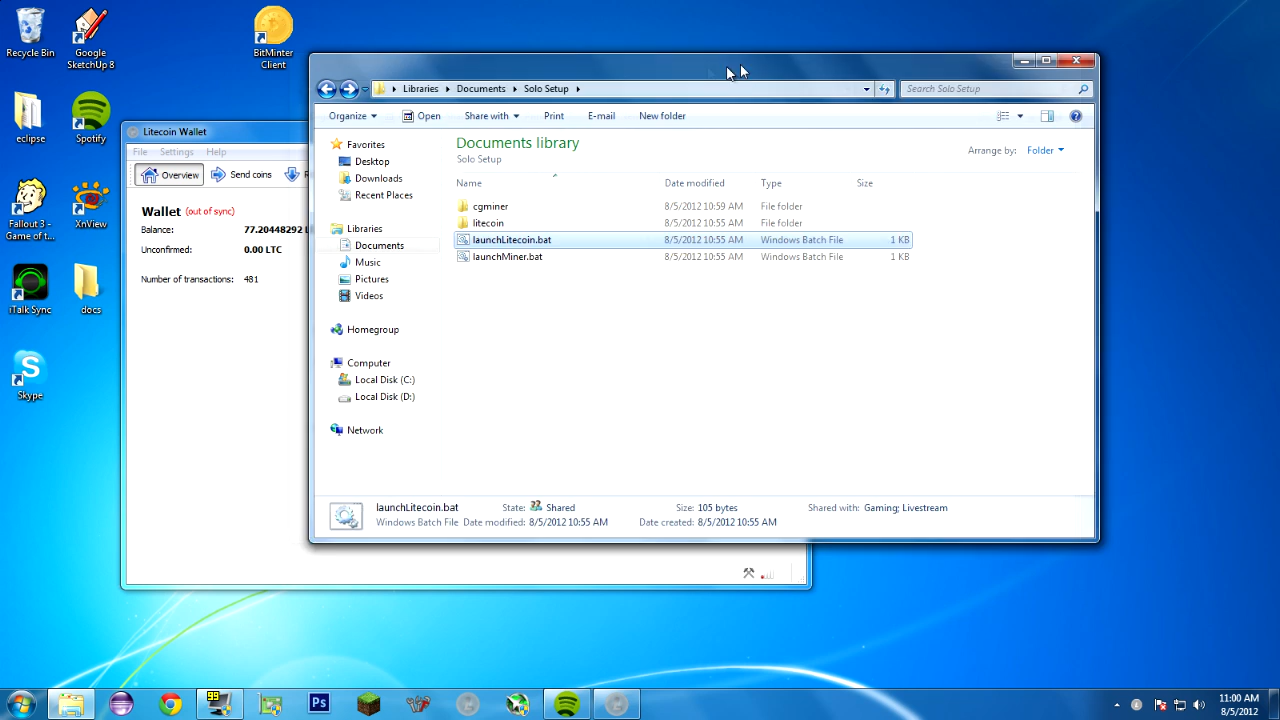 Recycle Bin
Google
SketchUp 8
BitMinter
Client
eclipse
Spotify
Fallout 3 -
Game of t...
XnView
iTalk Sync
docs
Skype
Litecoin Wallet
File Settings Help
Overview Send coins
Wallet (out of sync)
Balance: 77.20448292
Unconfirmed: 0.00 LTC
Number of transactions: 481
Libraries Documents Solo Setup
Search Solo Setup
Organize Open Share with Print E-mail New folder
Favorites
Desktop
Downloads
Recent Places
Libraries
Documents
Music
Pictures
Videos
Homegroup
Computer
Local Disk (C:)
Local Disk (D:)
Network
Documents library
Solo Setup
Arrange by: Folder
Name Date modified Type Size
cgminer 8/5/2012 10:59 AM File folder
litecoin 8/5/2012 10:55 AM File folder
launchLitecoin.bat 8/5/2012 10:55 AM Windows Batch File 1 KB
launchMiner.bat 8/5/2012 10:55 AM Windows Batch File 1 KB
launchLitecoin.bat State: Shared Size: 105 bytes Shared with: Gaming; Livestream
Windows Batch File Date modified: 8/5/2012 10:55 AM Date created: 8/5/2012 10:55 AM
99
Ps
11:00 AM
8/5/2012